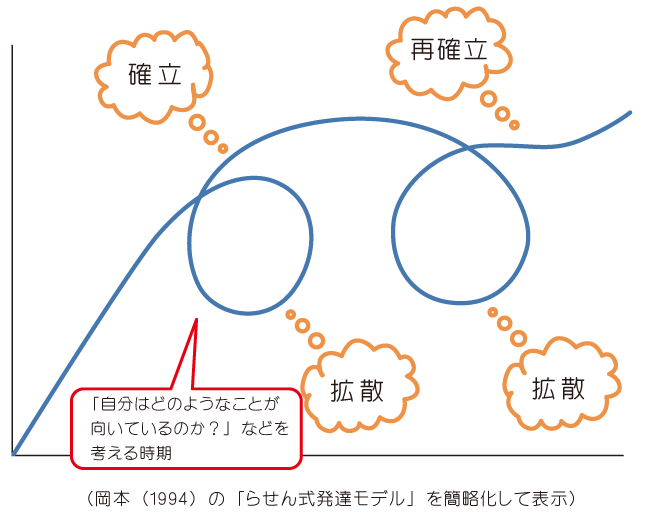 確立
再確立
拡散
拡散
「自分はどのようなことが
向いているのか？」などを
考える時期
（岡本（1994）の「らせん式発達モデル」を簡略化して表示）